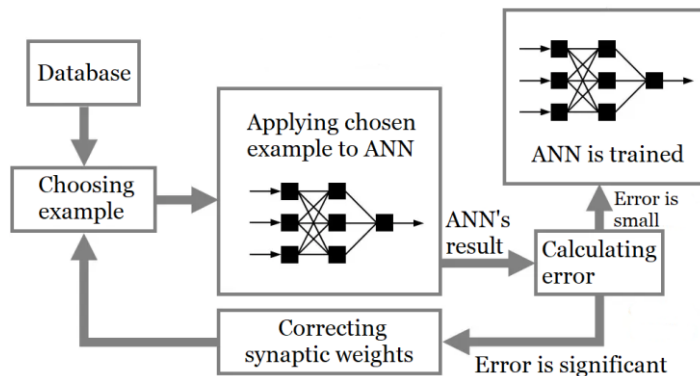 Database
Choosing
example
Applying chosen
example to ANN
ANN's
result
Calculating
error
Error is
small
ANN is trained
Error is significant
Correcting
synaptic weights